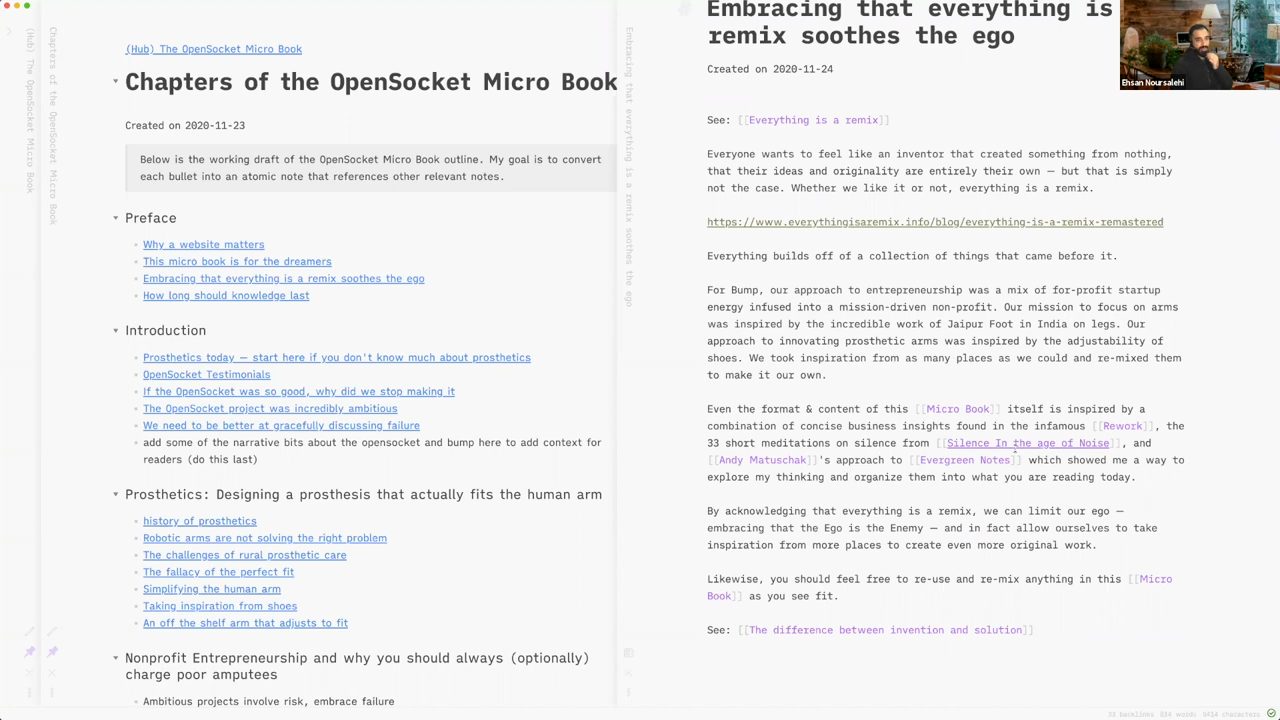 (Hub) The OpenSocket Micro Book
Chapters of the OpenSocket Micro Book
(Hub) The OpenSocket Micro Book
Chapters of the OpenSocket Micro Book
Below is the working draft of the OpenSocket Micro Book outline. My goal is to convert
each bullet into an atomic note that references other relevant notes.
Preface
Why a website matters
This micro book is for the dreamers
Embracing that everything is a remix soothes the ego
How long should knowledge last
Introduction
Prosthetics today — start here if you don't know much about prosthetics
OpenSocket Testimonials
If the OpenSocket was so good, why did we stop making it
The OpenSocket project was incredibly ambitious
We need to be better at gracefully discussing failure
add some of the narrative bits about the opensocket and bump here to add context for
readers (do this last)
Prosthetics: Designing a prosthesis that actually fits the human arm
history of prosthetics
Robotic arms are not solving the right problem
The challenges of rural prosthetic care
The fallacy of the perfect fit
Simplifying the human arm
Taking inspiration from shoes
An off the shelf arm that adjusts to fit
Nonprofit Entrepreneurship and why you should always (optionally)
charge poor amputees
Ambitious projects involve risk, embrace failure
Embracing that everything is a remix soothes the ego
Embracing that everything is
remix soothes the ego
Created on 2020-11-24
See: [[Everything is a remix]]
Everyone wants to feel like an inventor that created something from nothing,
that their ideas and originality are entirely their own — but that is simply
not the case. Whether we like it or not, everything is a remix.
https://www.everythingisaremix.info/blog/everything-is-a-remix-remastered
Everything builds off of a collection of things that came before it.
For Bump, our approach to entrepreneurship was a mix of for-profit startup
energy infused into a mission-driven non-profit. Our mission to focus on arms
was inspired by the incredible work of Jaipur Foot in India on legs. Our
approach to innovating prosthetic arms was inspired by the adjustability of
shoes. We took inspiration from as many places as we could and re-mixed them
to make it our own.
Even the format & content of this [[Micro Book]] itself is inspired by a
combination of concise business insights found in the infamous [[Rework]], the
33 short meditations on silence from [[Silence In the age of Noise]], and
[[Andy Matuschak]]'s approach to [[Evergreen Notes]] which showed me a way to
explore my thinking and organize them into what you are reading today.
By acknowledging that everything is a remix, we can limit our ego —
embracing that the Ego is the Enemy — and in fact allow ourselves to take
inspiration from more places to create even more original work.
Likewise, you should feel free to re-use and re-mix anything in this [[Micro
Book]] as you see fit.
See: [[The difference between invention and solution]]
Ehsan Noursalehi
backlinks words characters